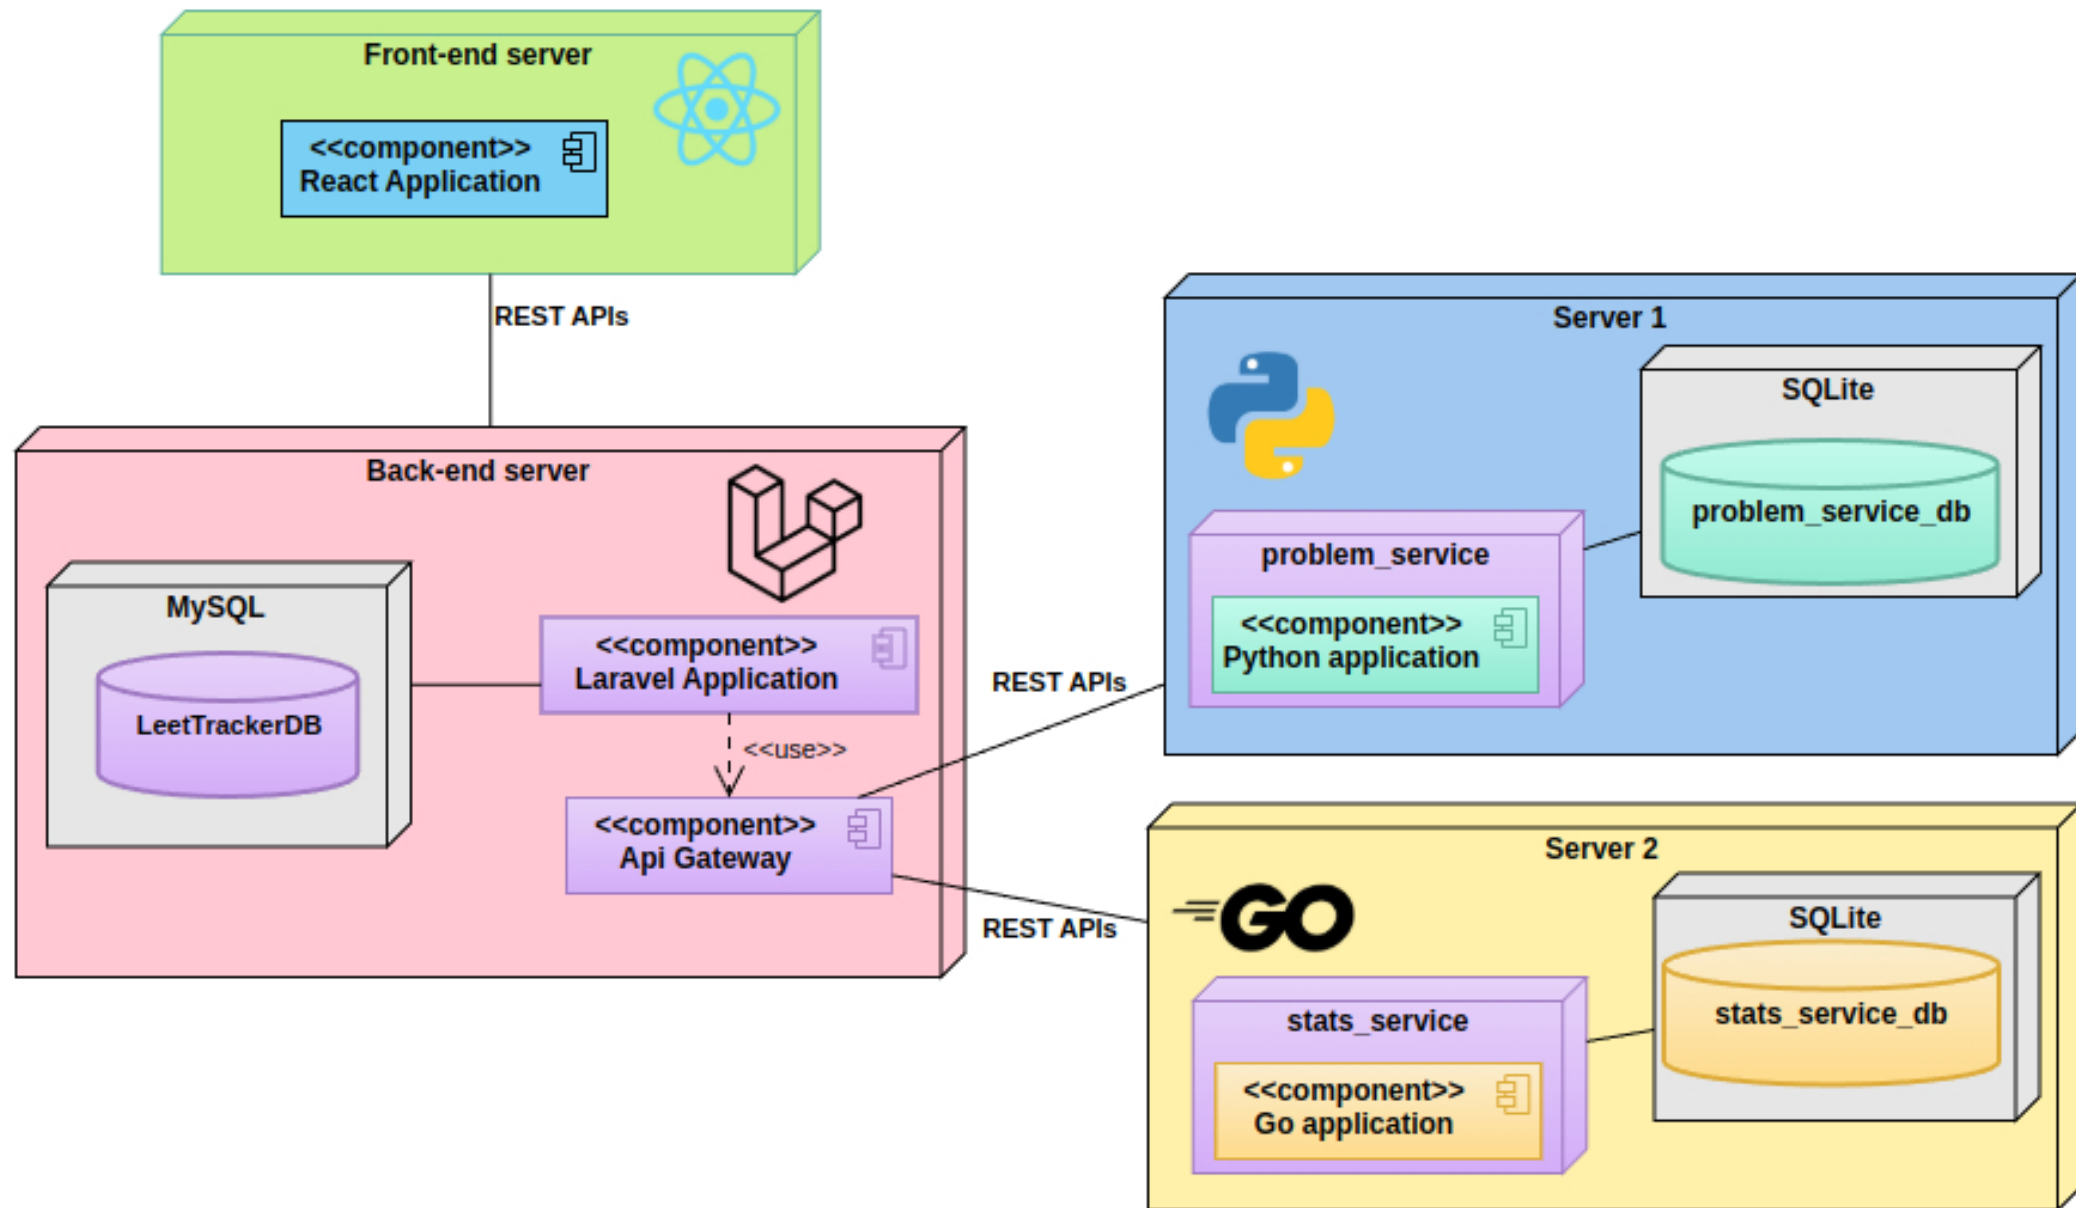 Front-end server
<<component>>
React Application
REST APIs
Back-end server
MySQL
LeetTrackerDB
<<component>>
Laravel Application
<<use>>
<<component>>
Api Gateway
REST APIs
REST APIs
Server 1
SQLite
problem_service_db
problem_service
<<component>>
Python application
Server 2
GO
SQLite
stats_service_db
stats_service
<<component>>
Go application